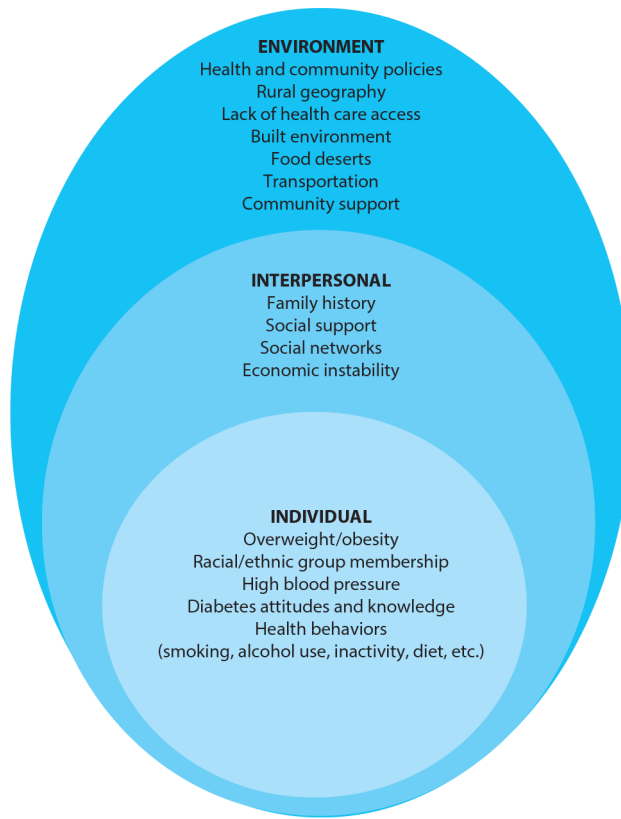 ENVIRONMENT
Health and community policies
Rural geography
Lack of health care access
Built environment
Food deserts
Transportation
Community support
INTERPERSONAL
Family history
Social support
Social networks
Economic instability
INDIVIDUAL
Overweight/obesity
Racial/ethnic group membership
High blood pressure
Diabetes attitudes and knowledge
Health behaviors
(smoking, alcohol use, inactivity, diet, etc.)